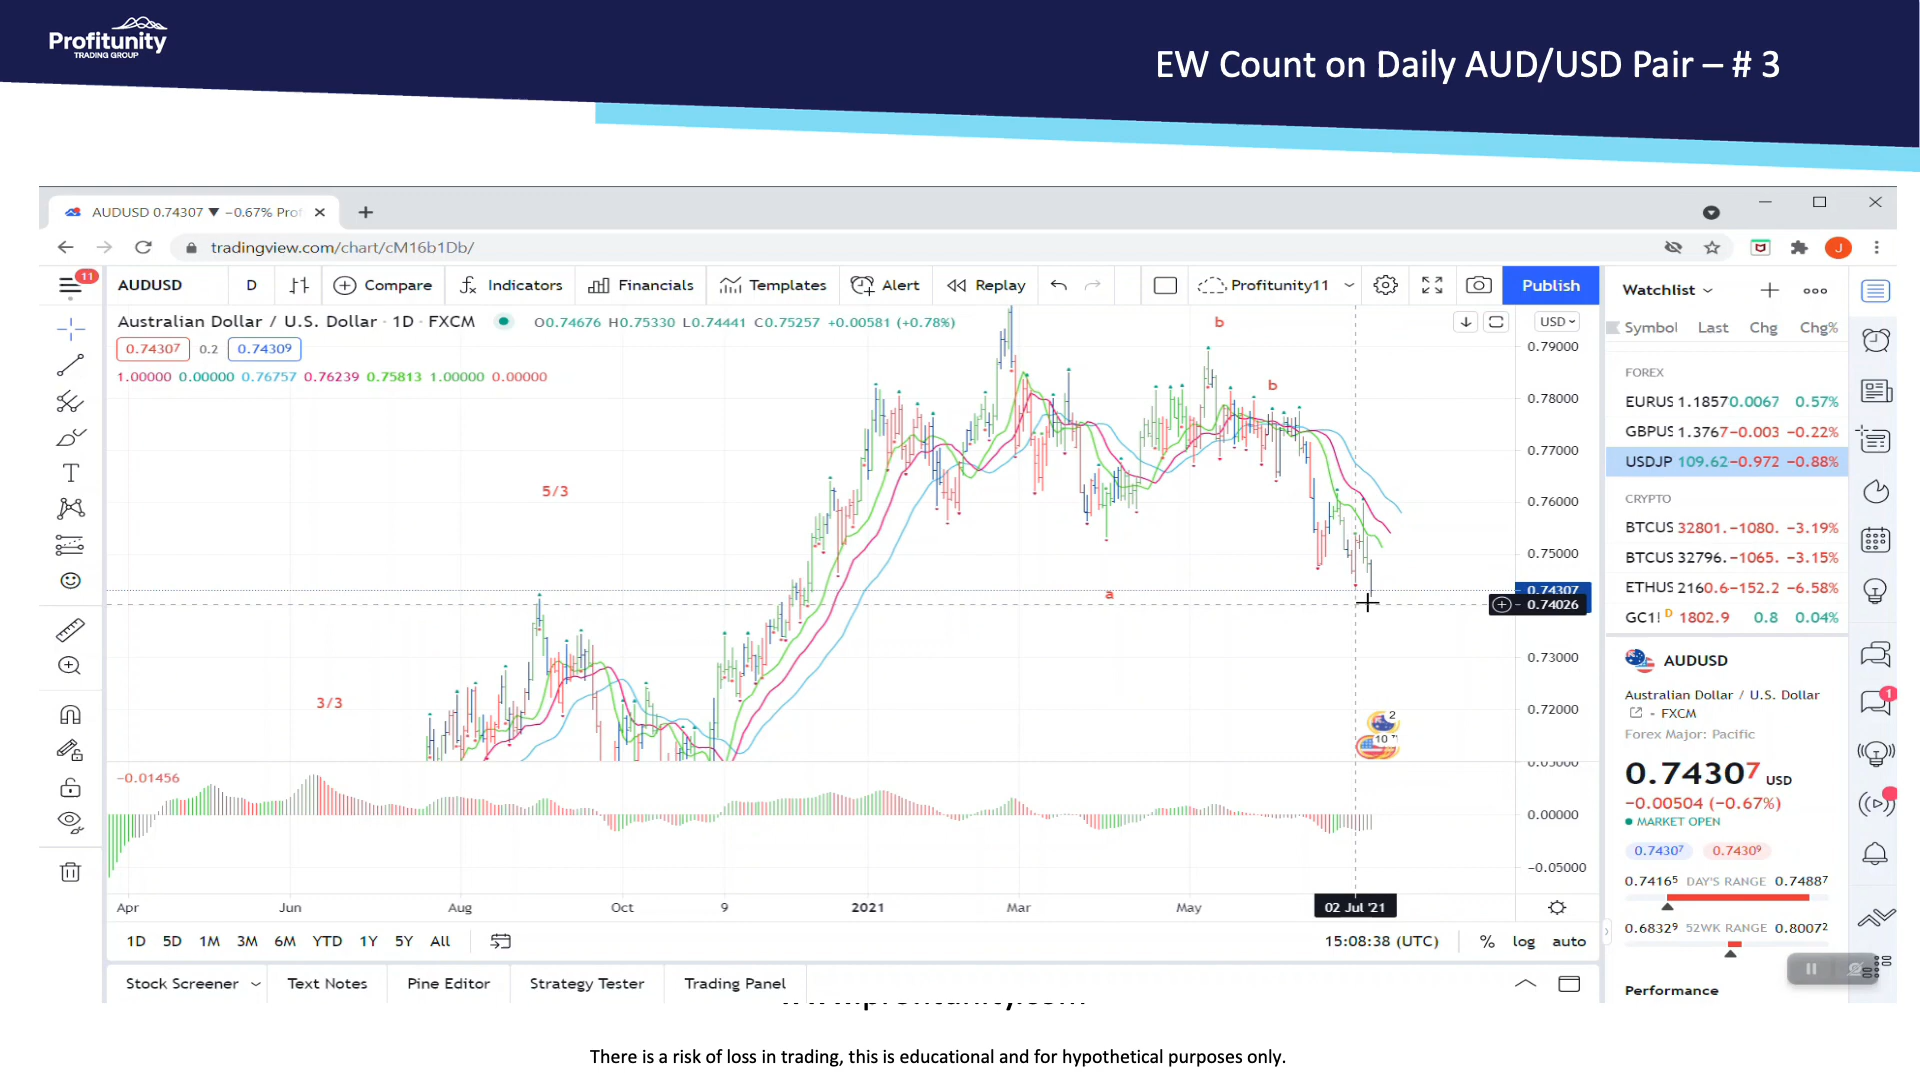 Profitunity
TRADING GROUP
EW Count on Daily AUD/USD Pair – # 3
AUDUSD 0.74307 ▼ −0.67% Prof
tradingview.com/chart/cM16b1Db/
J
11
AUDUSD D Compare Indicators Financials Templates Alert Replay Profitunity11 Publish
Australian Dollar / U.S. Dollar · 1D · FXCM O0.74676 H0.75330 L0.74441 C0.75257 +0.00581 (+0.78%)
0.74307 0.2 0.74309
1.00000 0.00000 0.76757 0.76239 0.75813 1.00000 0.00000
USD
b
b
5/3
a
3/3
0.79000
0.78000
0.77000
0.76000
0.75000
0.74307
0.74026
0.73000
0.72000
2
10
−0.01456
0.00000
−0.05000
Apr Jun Aug Oct 9 2021 Mar May 02 Jul '21
1D 5D 1M 3M 6M YTD 1Y 5Y All 15:08:38 (UTC) % log auto
Stock Screener Text Notes Pine Editor Strategy Tester Trading Panel
Watchlist
Symbol Last Chg Chg%
FOREX
EURUS 1.1857 0.0067 0.57%
GBPUS 1.3767 −0.003 −0.22%
USDJP 109.62 −0.972 −0.88%
CRYPTO
BTCUS 32801. −1080. −3.19%
BTCUS 32796. −1065. −3.15%
ETHUS 2160.6 −152.2 −6.58%
GC1! D 1802.9 0.8 0.04%
AUDUSD
Australian Dollar / U.S. Dollar
- FXCM
Forex Major: Pacific
0.74307 USD
−0.00504 (−0.67%)
MARKET OPEN
0.74307 0.74309
0.74165 DAY'S RANGE 0.74887
0.68329 52WK RANGE 0.80072
Performance
1
There is a risk of loss in trading, this is educational and for hypothetical purposes only.